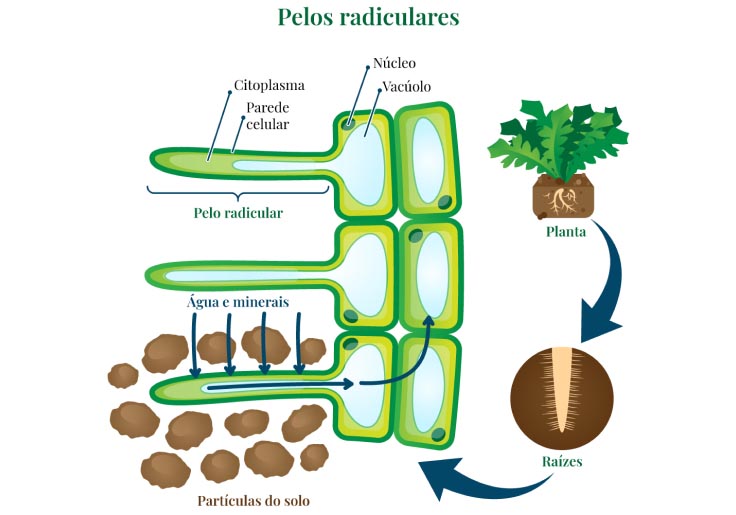 Pelos radiculares
Núcleo
Citoplasma
Vacúolo
Parede
celular
Pelo radicular
Planta
Água e minerais
Raízes
Partículas do solo